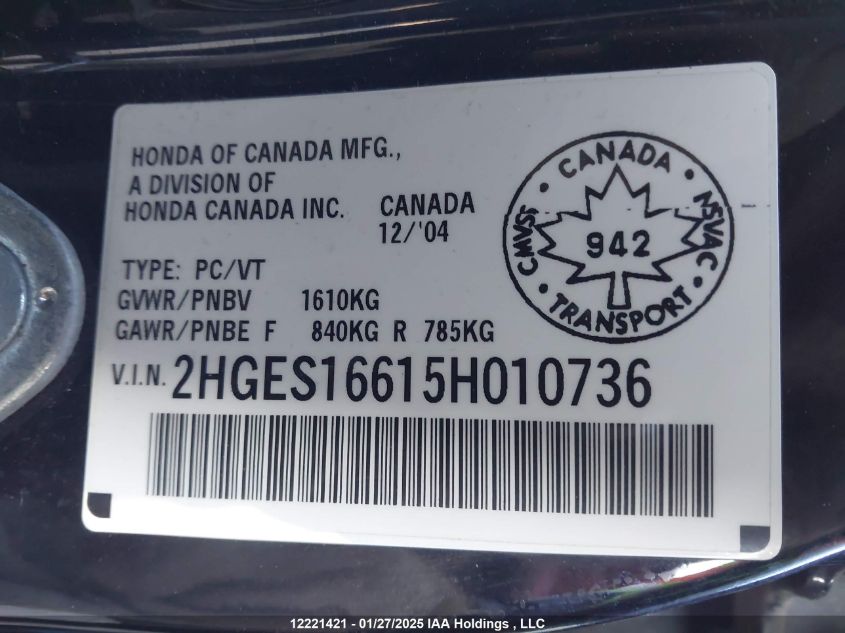 HONDA OF CANADA MFG.,
A DIVISION OF
HONDA CANADA INC. CANADA
12/'04
TYPE: PC/VT
GVWR/PNBV 1610KG
GAWR/PNBE F 840KG R 785KG
V.I.N. 2HGES16615H010736
• CANADA •
CMVSS
942
NSVAC
• TRANSPORT •
12221421 - 01/27/2025 IAA Holdings , LLC